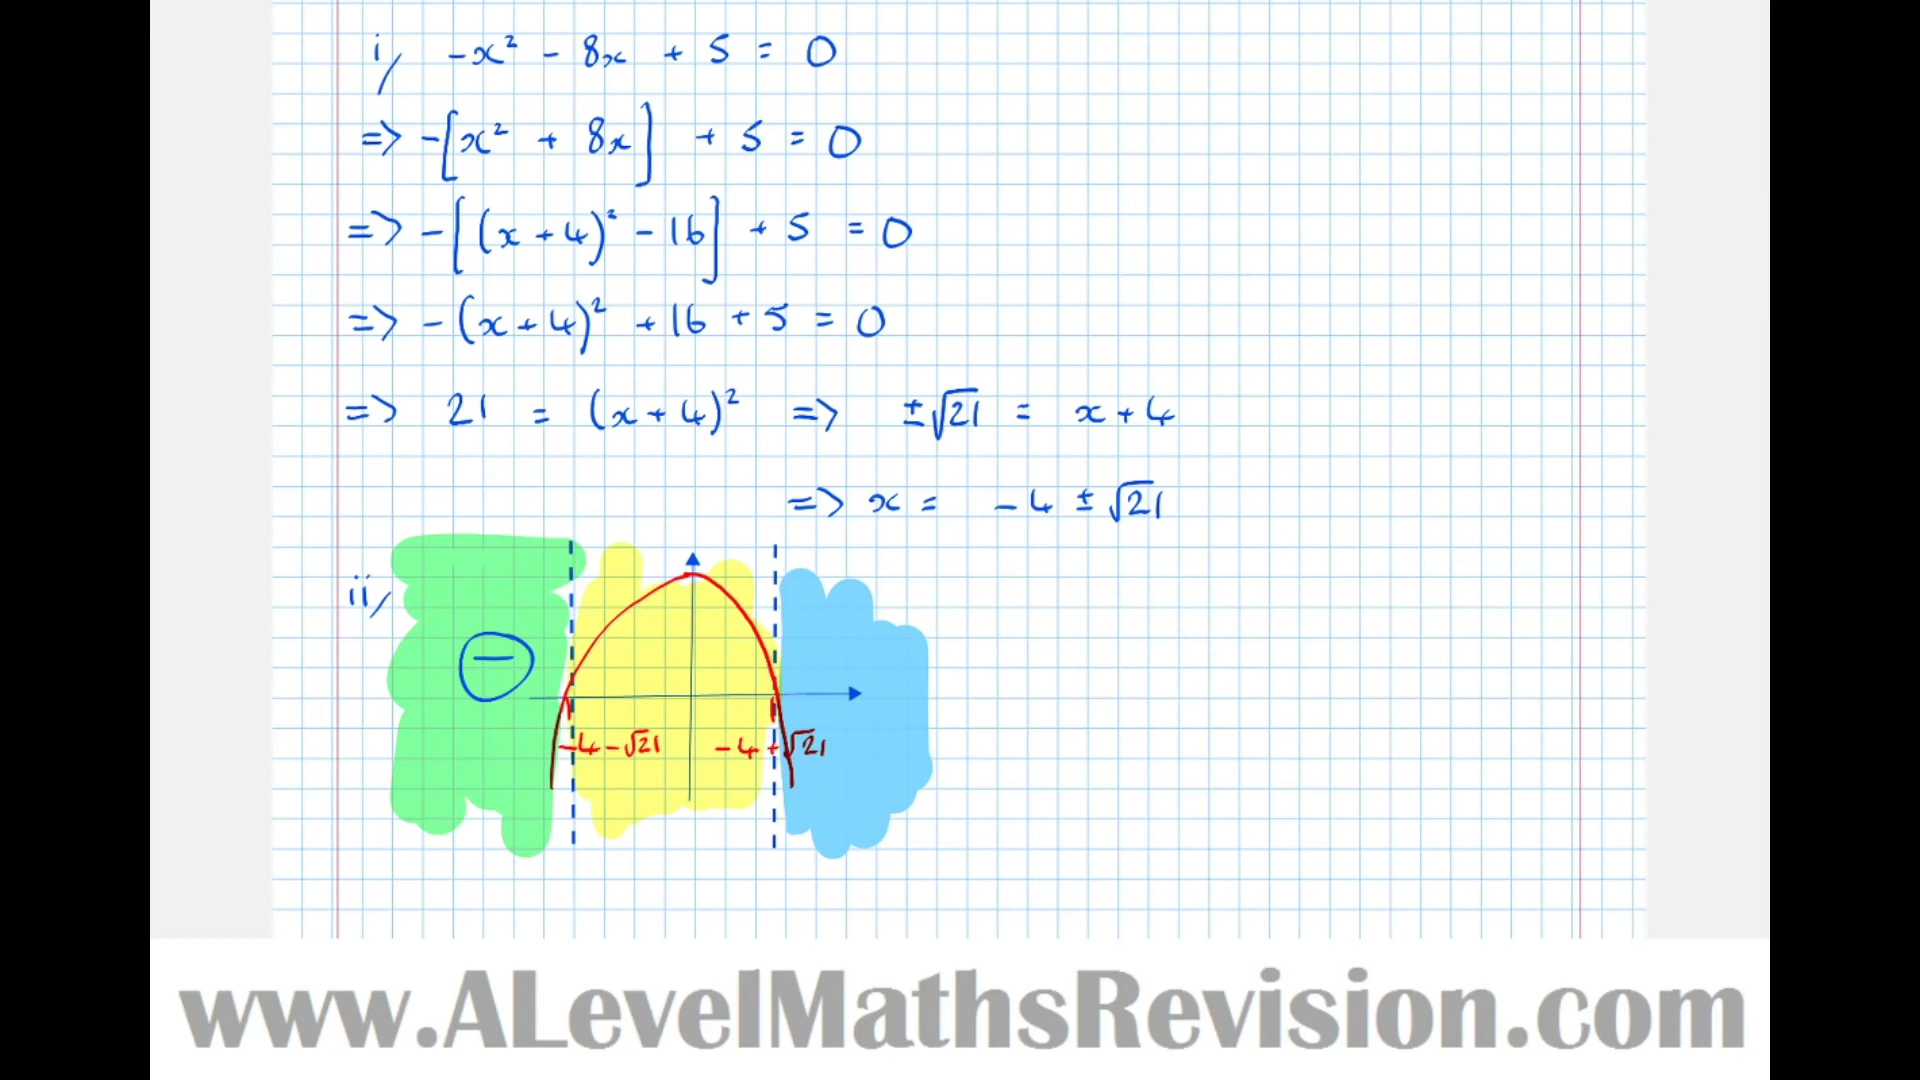 i/ -x² - 8x + 5 = 0
=> -[x² + 8x] + 5 = 0
=> -[(x+4)² - 16] + 5 = 0
=> -(x+4)² + 16 + 5 = 0
=> 21 = (x+4)² => ±√21 = x+4
=> x = -4 ± √21
ii/
−
-4-√21 -4+√21
www.ALevelMathsRevision.com